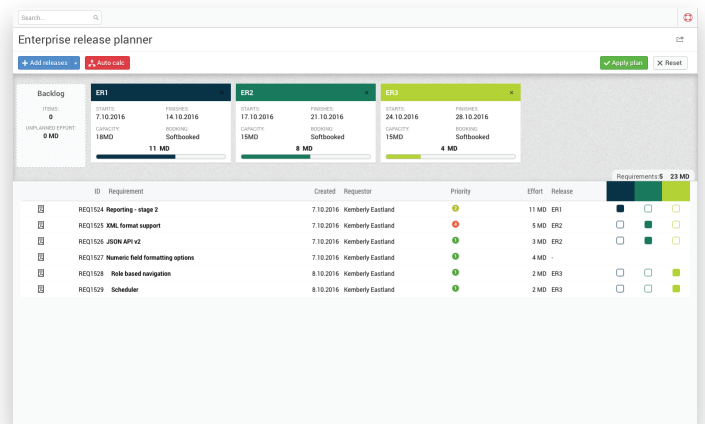 Search...
Enterprise release planner
+ Add releases
Auto calc
Apply plan
Reset
Backlog
ITEMS:
0
UNPLANNED EFFORT:
0 MD
ER1
STARTS:
FINISHES:
7.10.2016
14.10.2016
CAPACITY:
BOOKING:
18MD
Softbooked
11 MD
ER2
STARTS:
FINISHES:
17.10.2016
21.10.2016
CAPACITY:
BOOKING:
15MD
Softbooked
8 MD
ER3
STARTS:
FINISHES:
24.10.2016
28.10.2016
CAPACITY:
BOOKING:
15MD
Softbooked
4 MD
Requirements:5 23 MD
ID Requirement Created Requestor Priority Effort Release
REQ1524 Reporting - stage 2 7.10.2016 Kemberly Eastland 2 11 MD ER1
REQ1525 XML format support 7.10.2016 Kemberly Eastland 4 5 MD ER2
REQ1526 JSON API v2 7.10.2016 Kemberly Eastland 1 3 MD ER2
REQ1527 Numeric field formatting options 7.10.2016 Kemberly Eastland 1 4 MD -
REQ1528 Role based navigation 8.10.2016 Kemberly Eastland 1 2 MD ER3
REQ1529 Scheduler 8.10.2016 Kemberly Eastland 1 2 MD ER3